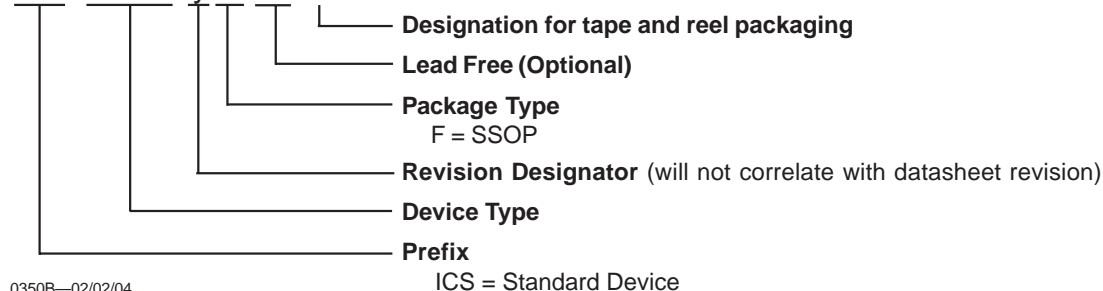 Designation for tape and reel packaging
Lead Free (Optional)
Package Type
F = SSOP
Revision Designator (will not correlate with datasheet revision)
Device Type
Prefix
ICS = Standard Device
0350B—02/02/04